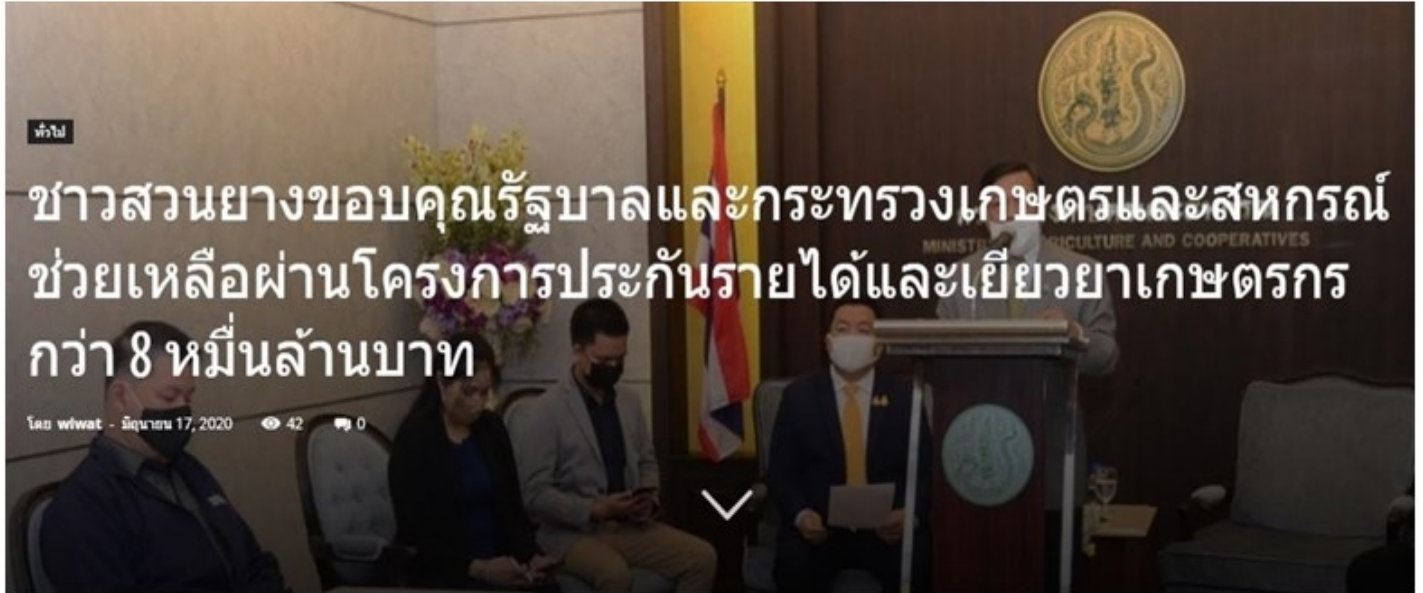 ทั่วไป
ชาวสวนยางขอบคุณรัฐบาลและกระทรวงเกษตรและสหกรณ์
ช่วยเหลือผ่านโครงการประกันรายได้และเยียวยาเกษตรกร
กว่า 8 หมื่นล้านบาท
MINIST RICULTURE AND COOPERATIVES
โดย wiwat - มิถุนายน 17, 2020 42 0